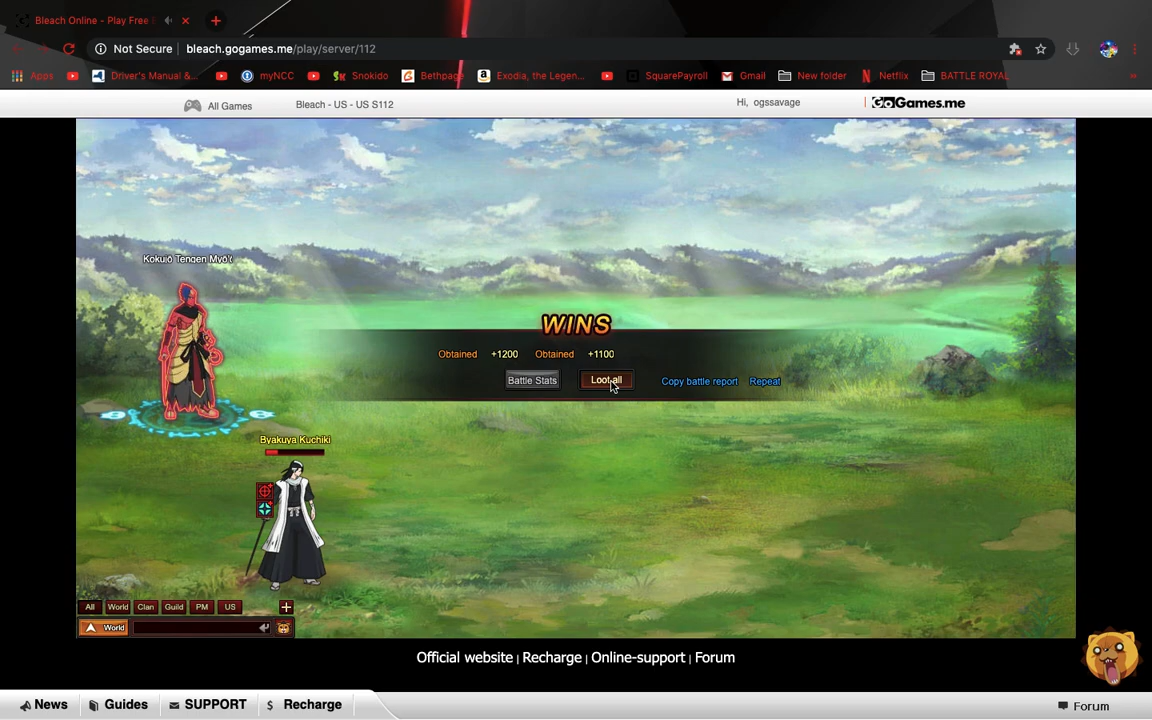 Bleach Online - Play Free
Not Secure | bleach.gogames.me/play/server/112
Apps Driver's Manual &... myNCC Snokido Bethpage Exodia, the Legen... SquarePayroll Gmail New folder Netflix BATTLE ROYAL »
All Games Bleach - US - US S112 Hi, ogssavage GoGames.me
WINS
Obtained +1200 Obtained +1100
Battle Stats Loot all Copy battle report Repeat
Byakuya Kuchiki
All World Clan Guild PM US
World
Official website | Recharge | Online-support | Forum
News Guides SUPPORT $ Recharge Forum